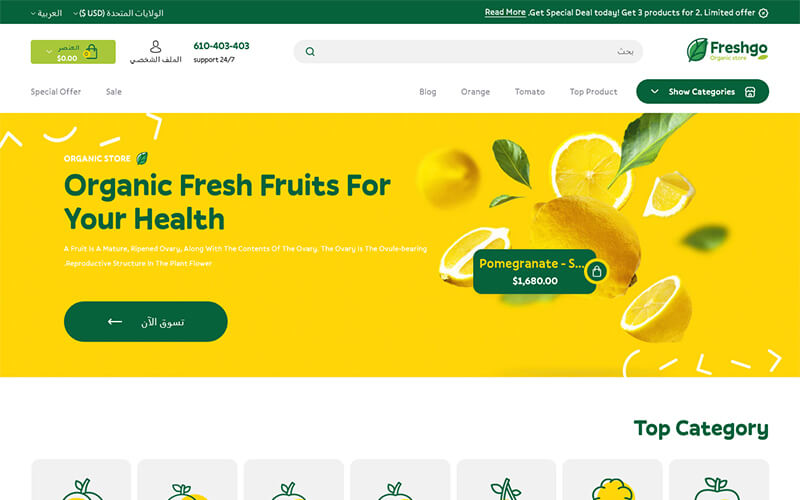 Get Special Deal today! Get 3 products for 2. Limited offer. Read More
الولايات المتحدة (USD $)
العربية
Freshgo
Organic store
بحث
610-403-403
support 24/7
الملف الشخصي
العنصر
0
$0.00
Show Categories
Top Product
Tomato
Orange
Blog
Sale
Special Offer
ORGANIC STORE
Organic Fresh Fruits For
Your Health
A Fruit Is A Mature, Ripened Ovary, Along With The Contents Of The Ovary. The Ovary Is The Ovule-bearing
.Reproductive Structure In The Plant Flower
Pomegranate - S...
$1,680.00
تسوق الآن
Top Category